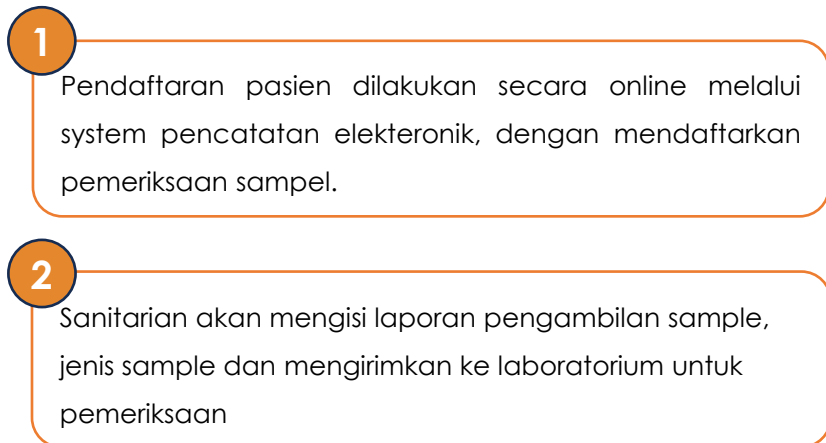 1
Pendaftaran pasien dilakukan secara online melalui
system pencatatan elekteronik, dengan mendaftarkan
pemeriksaan sampel.
2
Sanitarian akan mengisi laporan pengambilan sample,
jenis sample dan mengirimkan ke laboratorium untuk
pemeriksaan